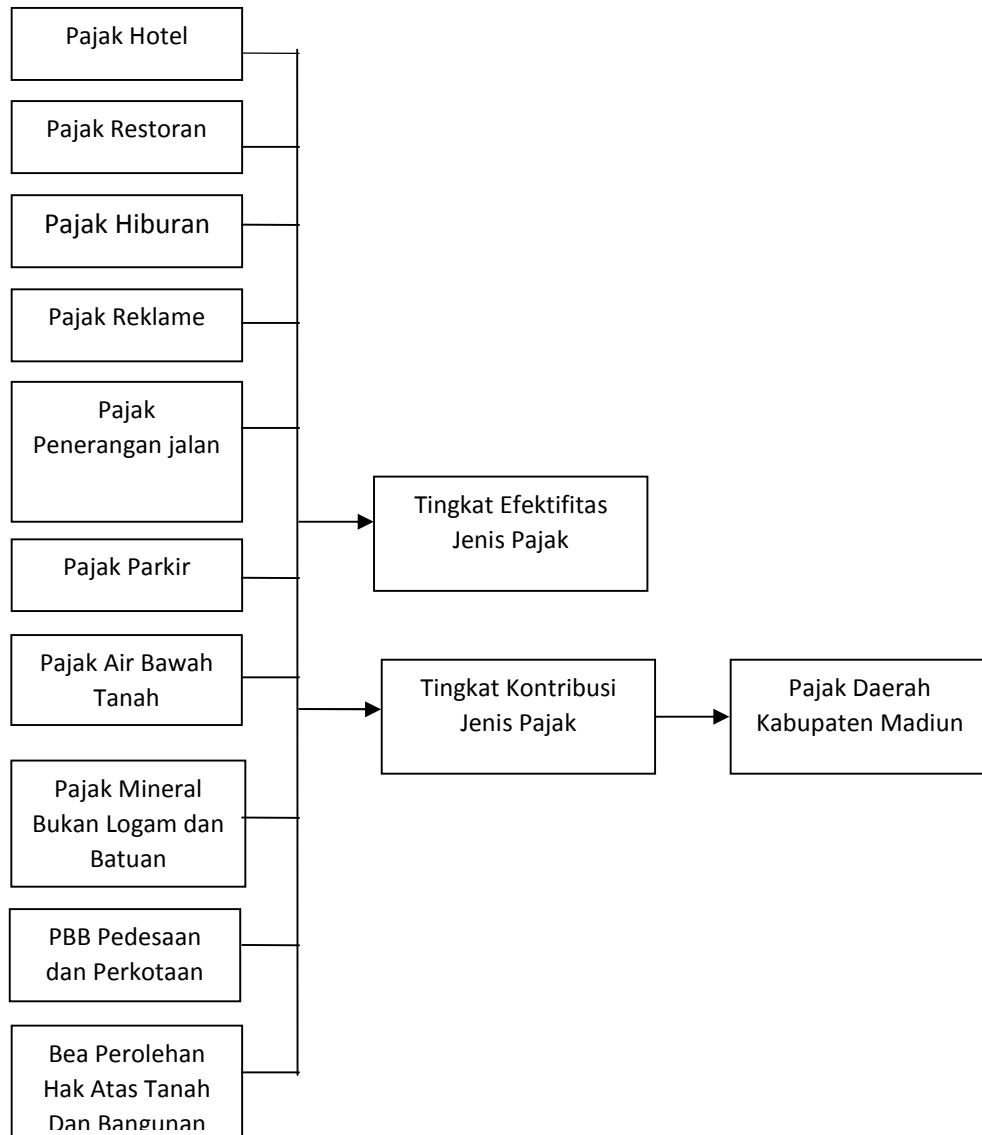 Pajak Hotel
Pajak Restoran
Pajak Hiburan
Pajak Reklame
Pajak
Penerangan jalan
Pajak Parkir
Pajak Air Bawah
Tanah
Pajak Mineral
Bukan Logam dan
Batuan
PBB Pedesaan
dan Perkotaan
Bea Perolehan
Hak Atas Tanah
Dan Bangunan
Tingkat Efektifitas
Jenis Pajak
Tingkat Kontribusi
Jenis Pajak
Pajak Daerah
Kabupaten Madiun